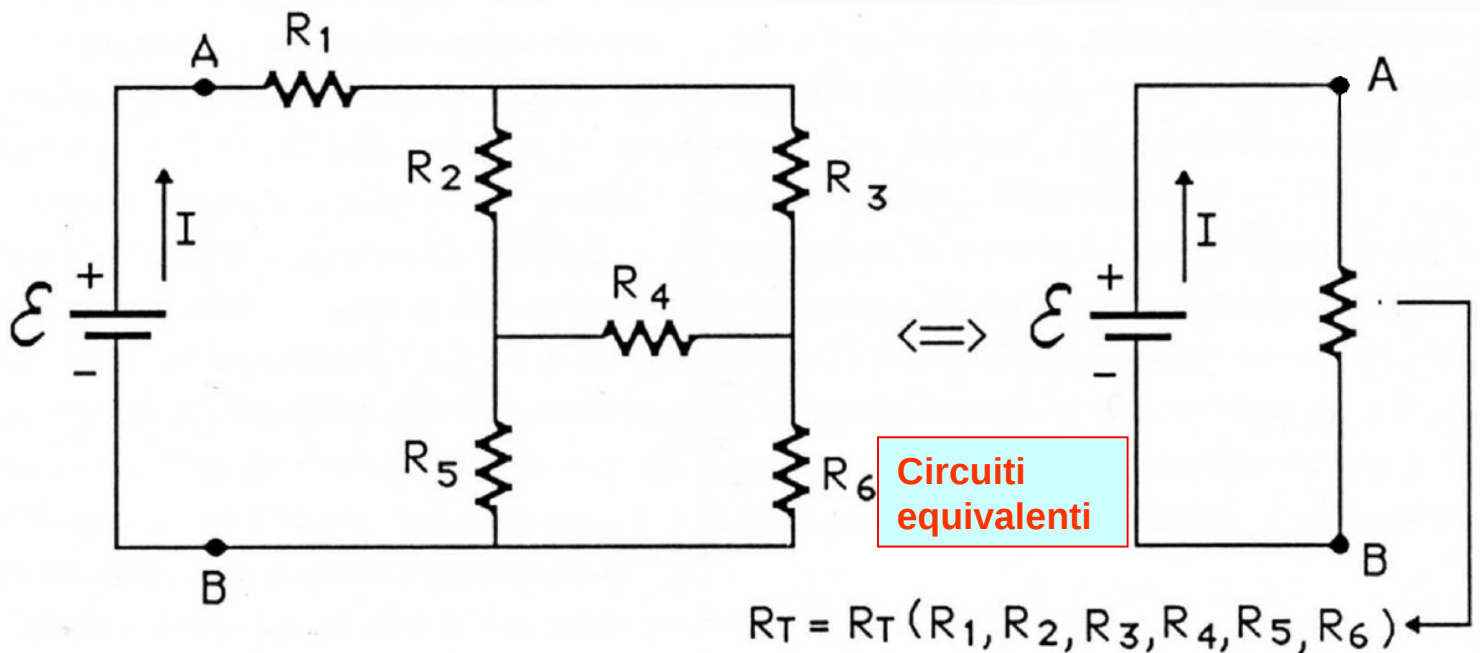 A
R1
R2
R3
I
+
ℰ
-
R4
R5
R6
B
⟺
A
I
+
ℰ
-
B
Circuiti
equivalenti
RT = RT (R1, R2, R3, R4, R5, R6)